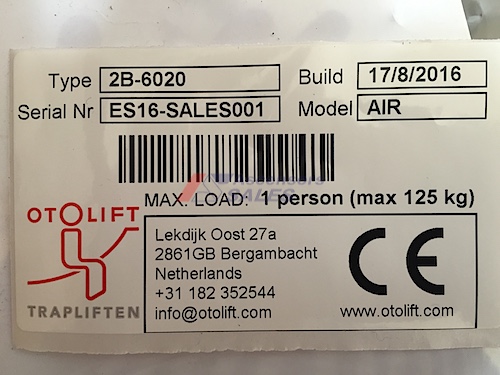 Type 2B-6020 Build 17/8/2016
Serial Nr ES16-SALES001 Model AIR
Ascenseurs
SALES
MAX. LOAD: 1 person (max 125 kg)
OTOLIFT
TRAPLIFTEN
Lekdijk Oost 27a
2861GB Bergambacht
Netherlands
+31 182 352544
info@otolift.com
CE
www.otolift.com